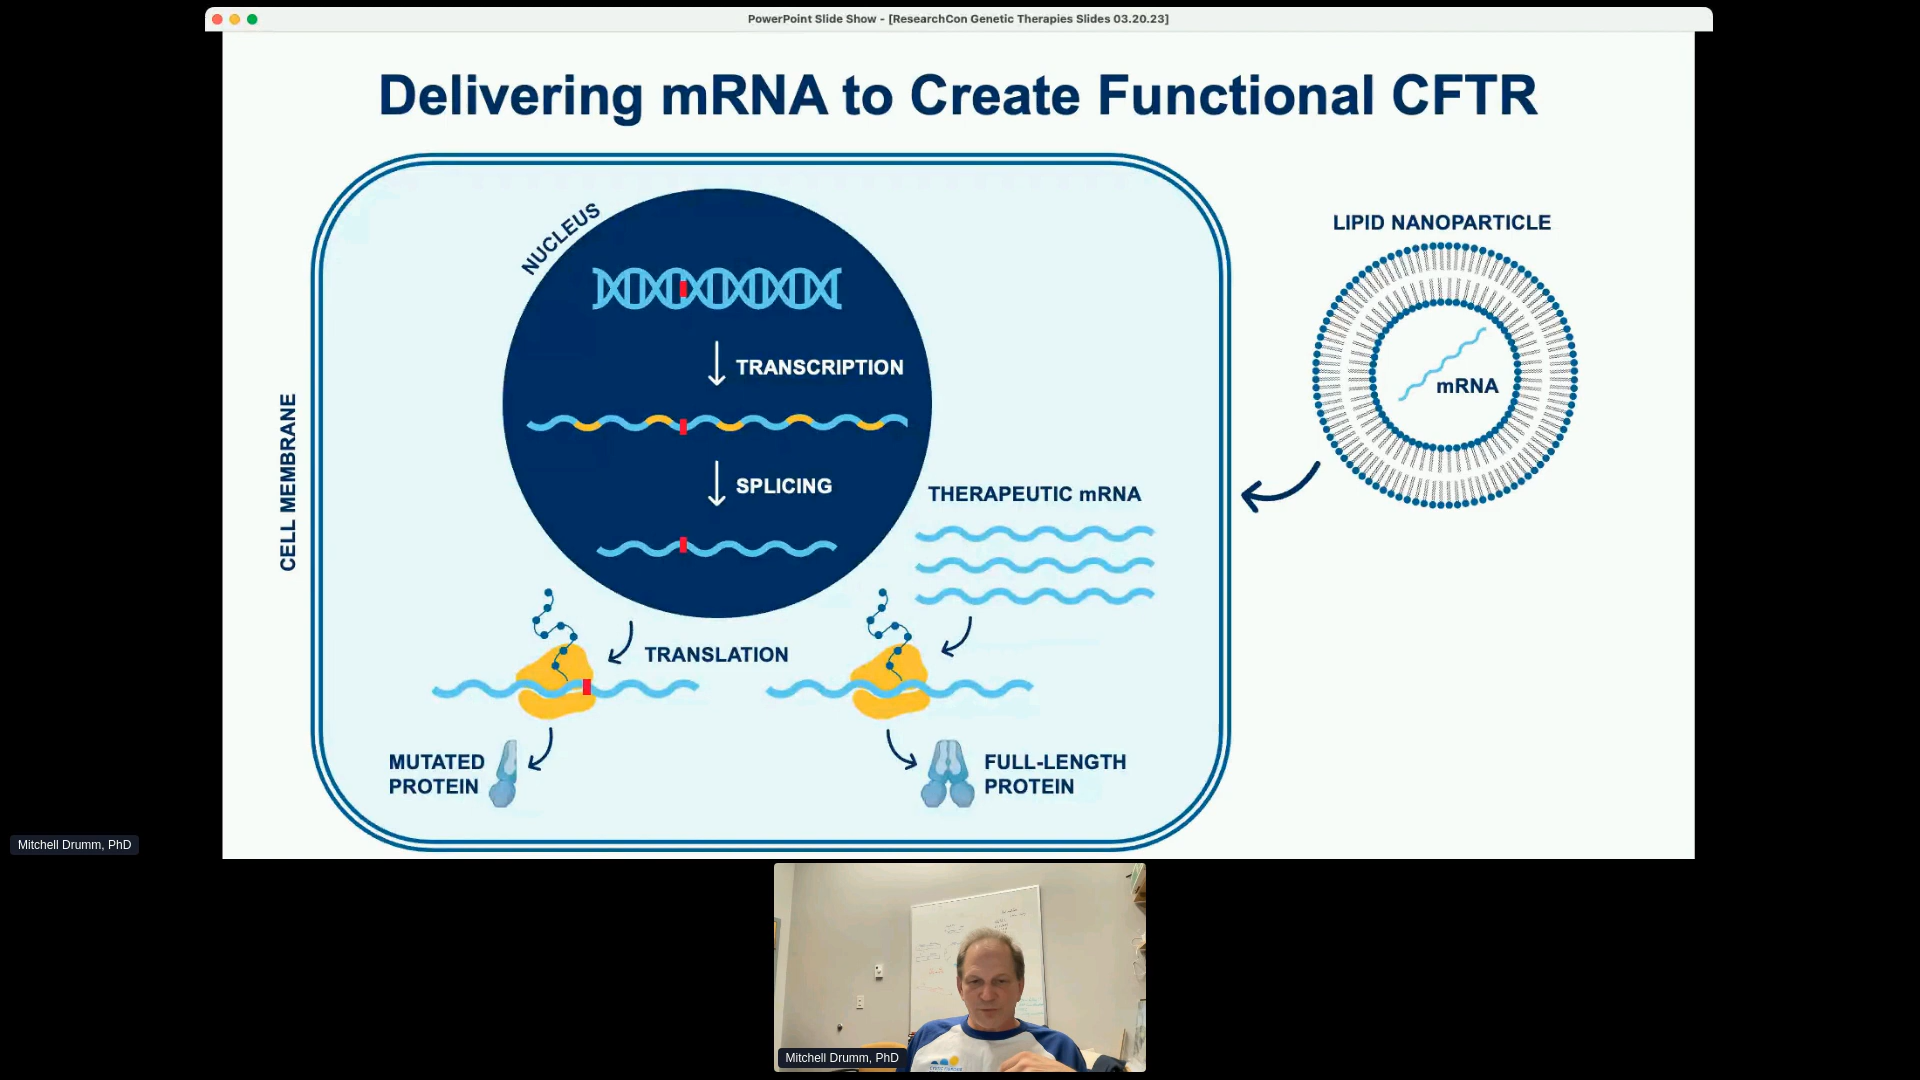 PowerPoint Slide Show - [ResearchCon Genetic Therapies Slides 03.20.23]
Delivering mRNA to Create Functional CFTR
NUCLEUS
LIPID NANOPARTICLE
TRANSCRIPTION
mRNA
CELL MEMBRANE
SPLICING
THERAPEUTIC mRNA
TRANSLATION
MUTATED
PROTEIN
FULL-LENGTH
PROTEIN
Mitchell Drumm, PhD
Mitchell Drumm, PhD